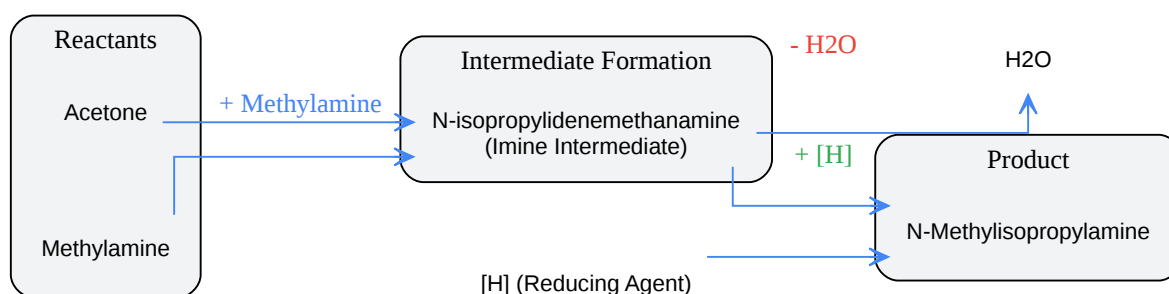 Reactants
Acetone
Methylamine
+ Methylamine
Intermediate Formation
N-isopropylidenemethanamine
(Imine Intermediate)
- H2O
H2O
+ [H]
Product
N-Methylisopropylamine
[H] (Reducing Agent)